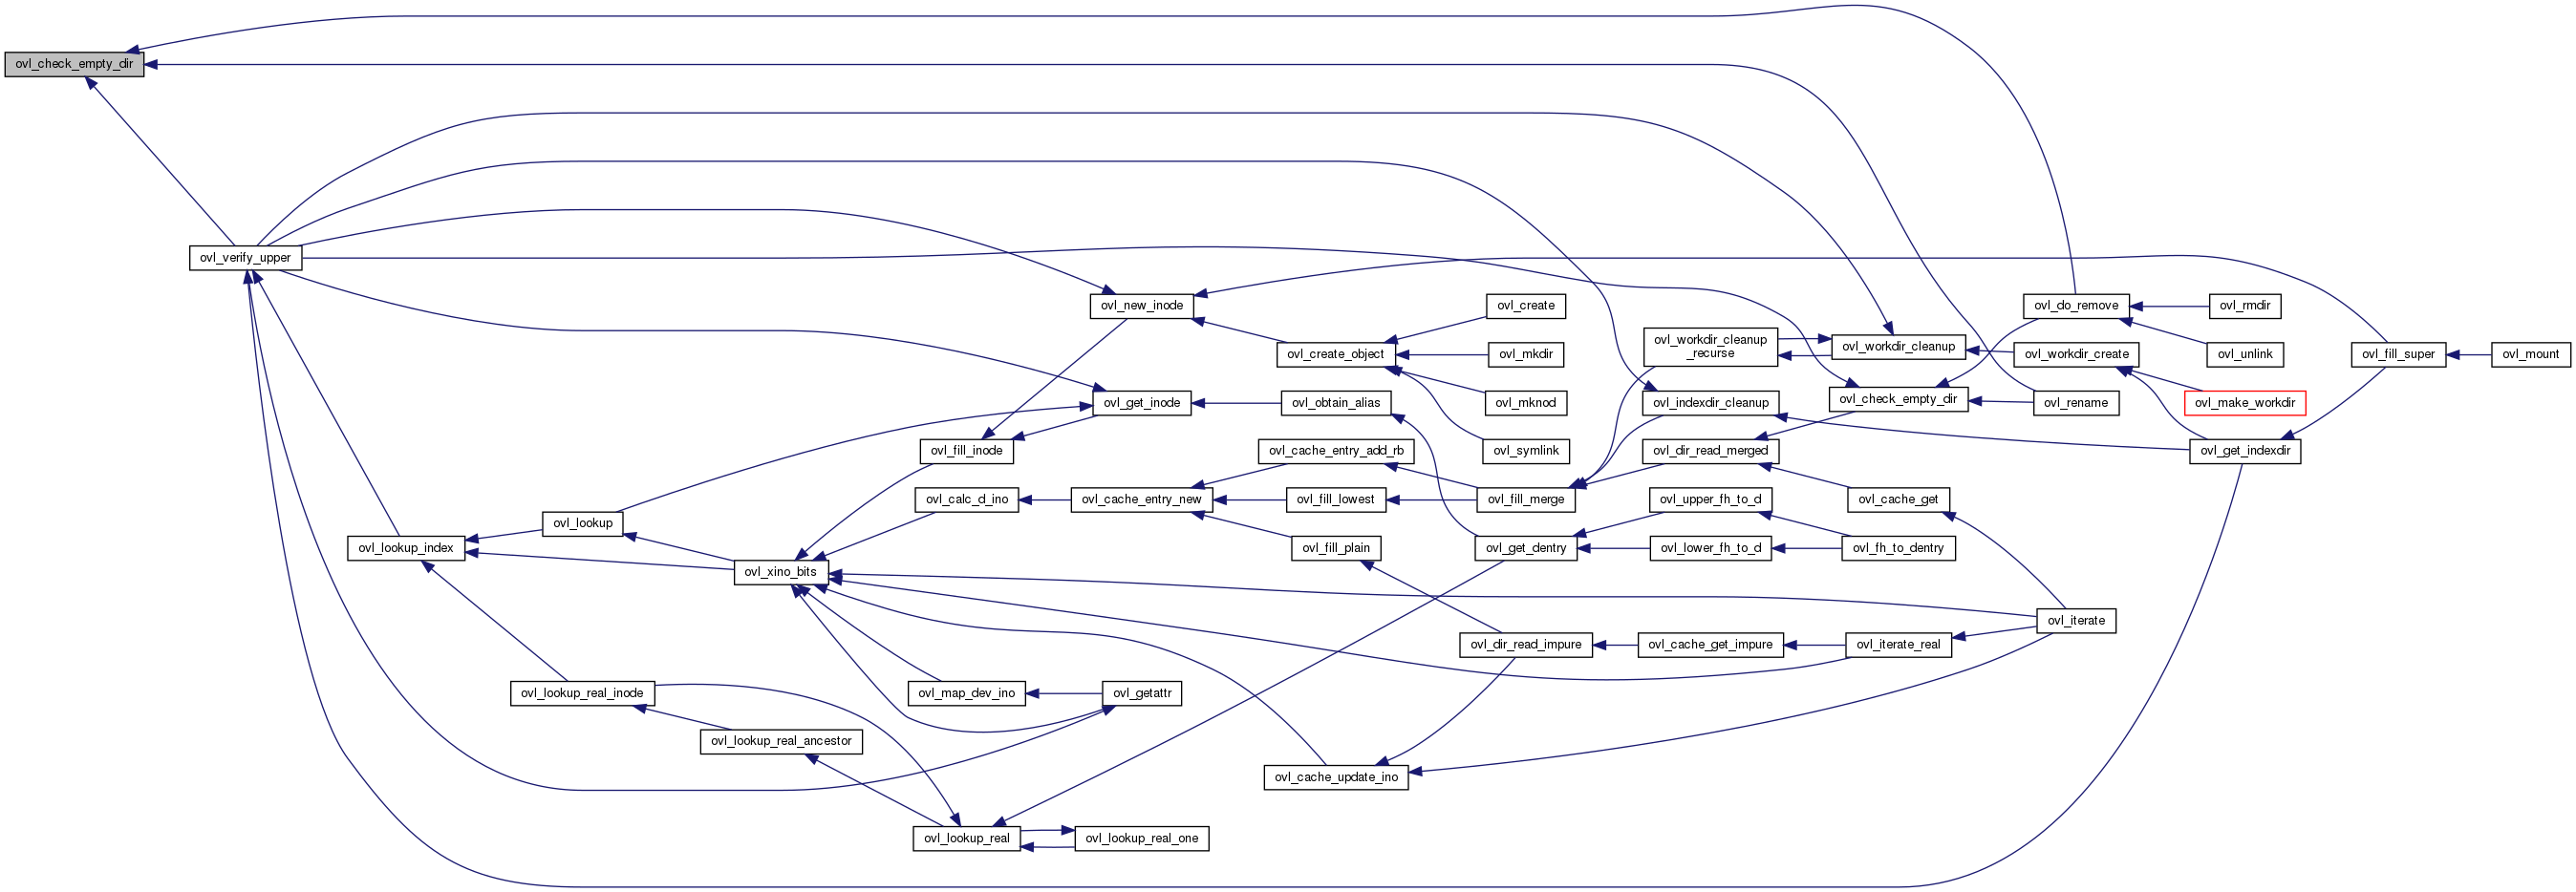 ovl_check_empty_dir
ovl_verify_upper
ovl_new_inode
ovl_create
ovl_do_remove
ovl_rmdir
ovl_create_object
ovl_mkdir
ovl_workdir_cleanup
_recurse
ovl_workdir_cleanup
ovl_workdir_create
ovl_unlink
ovl_fill_super
ovl_mount
ovl_get_inode
ovl_obtain_alias
ovl_mknod
ovl_indexdir_cleanup
ovl_check_empty_dir
ovl_rename
ovl_make_workdir
ovl_fill_inode
ovl_cache_entry_add_rb
ovl_symlink
ovl_dir_read_merged
ovl_get_indexdir
ovl_calc_d_ino
ovl_cache_entry_new
ovl_fill_lowest
ovl_fill_merge
ovl_upper_fh_to_d
ovl_cache_get
ovl_lookup
ovl_lookup_index
ovl_fill_plain
ovl_get_dentry
ovl_lower_fh_to_d
ovl_fh_to_dentry
ovl_xino_bits
ovl_iterate
ovl_dir_read_impure
ovl_cache_get_impure
ovl_iterate_real
ovl_lookup_real_inode
ovl_map_dev_ino
ovl_getattr
ovl_lookup_real_ancestor
ovl_cache_update_ino
ovl_lookup_real
ovl_lookup_real_one